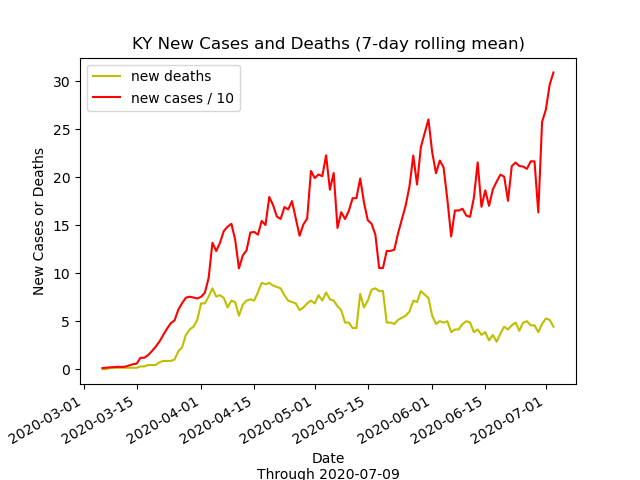 KY New Cases and Deaths (7-day rolling mean)
new deaths
new cases / 10
30
25
20
15
10
5
0
New Cases or Deaths
2020-03-01
2020-03-15
2020-04-01
2020-04-15
2020-05-01
2020-05-15
2020-06-01
2020-06-15
2020-07-01
Date
Through 2020-07-09